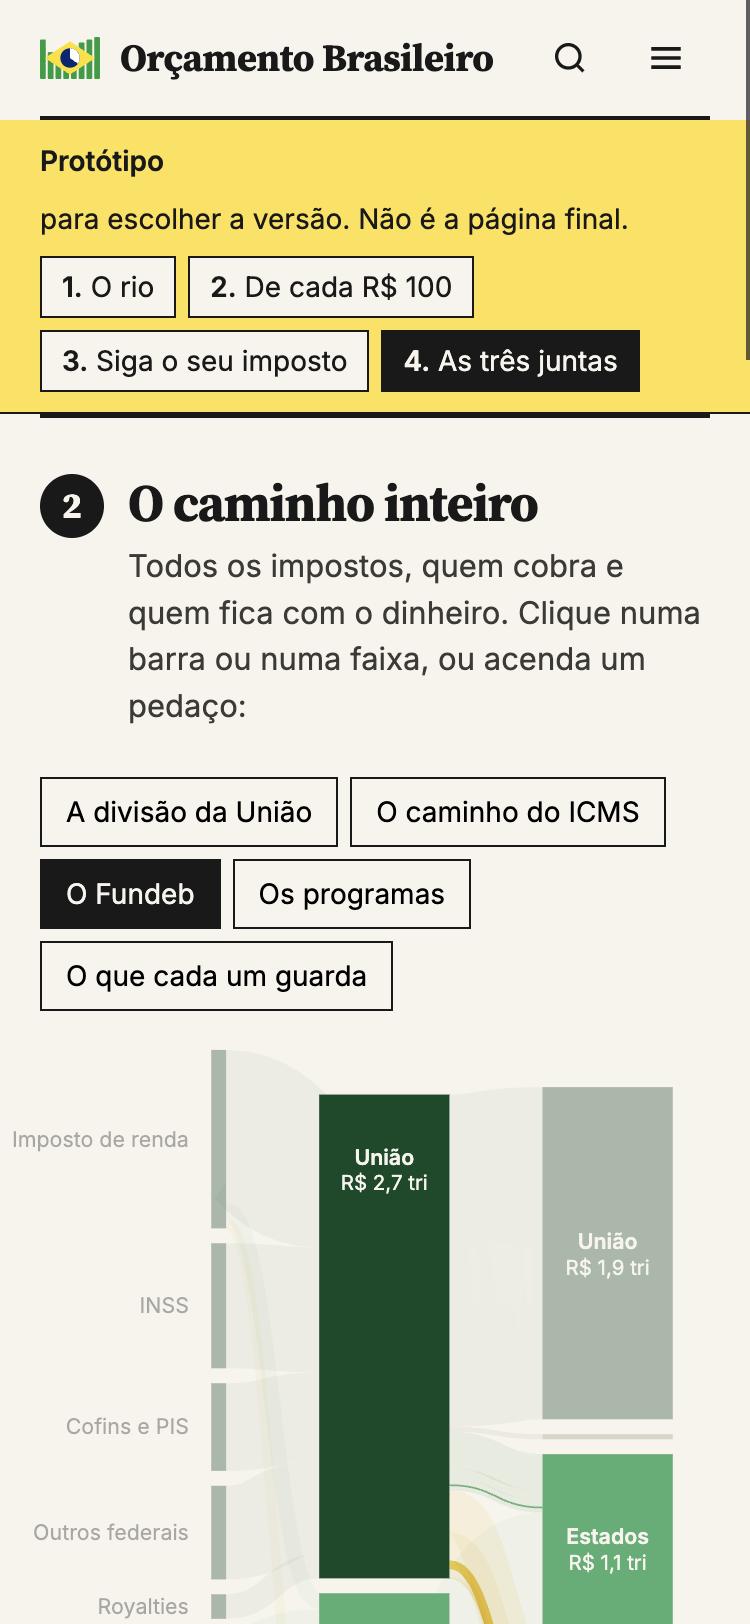 Orçamento Brasileiro
Protótipo
para escolher a versão. Não é a página final.
1. O rio
2. De cada R$ 100
3. Siga o seu imposto
4. As três juntas
2
O caminho inteiro
Todos os impostos, quem cobra e
quem fica com o dinheiro. Clique numa
barra ou numa faixa, ou acenda um
pedaço:
A divisão da União
O caminho do ICMS
O Fundeb
Os programas
O que cada um guarda
Imposto de renda
União
R$ 2,7 tri
União
R$ 1,9 tri
INSS
Cofins e PIS
Outros federais
Estados
R$ 1,1 tri
Royalties